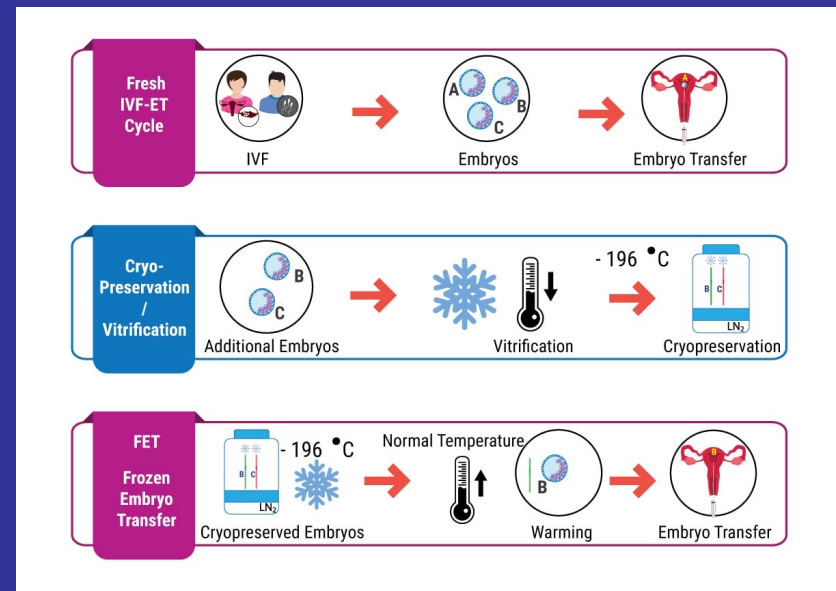 Fresh
IVF-ET
Cycle
A
B
C
A
IVF
Embryos
Embryo Transfer
Cryo-
Preservation
/
Vitrification
B
C
- 196 °C
B C
LN₂
Additional Embryos
Vitrification
Cryopreservation
FET
Frozen
Embryo
Transfer
B C
LN₂
- 196 °C
Normal Temperature
B
B
Cryopreserved Embryos
Warming
Embryo Transfer